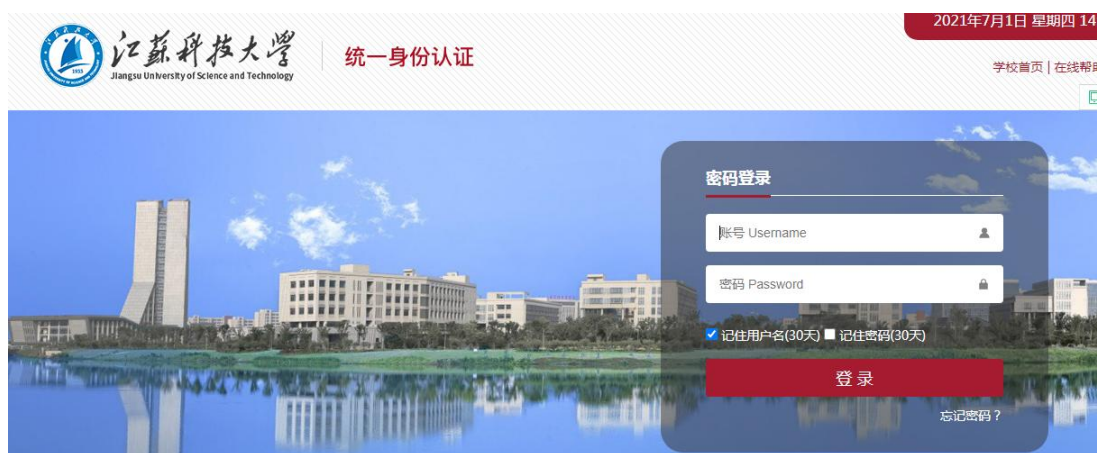 江苏科技大学
Jiangsu University of Science and Technology
1933
统一身份认证
2021年7月1日 星期四 14
学校首页 | 在线帮助
密码登录
账号 Username
密码 Password
记住用户名(30天) 记住密码(30天)
登 录
忘记密码？